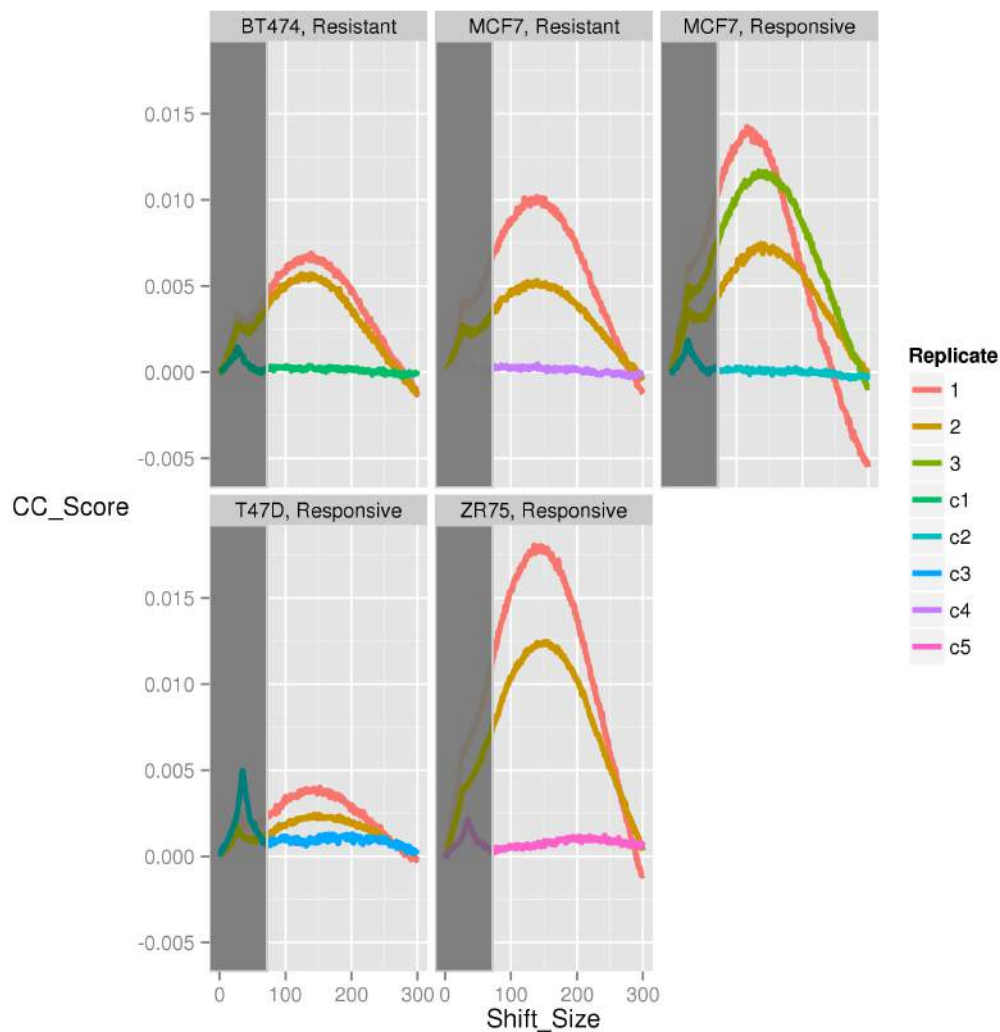 BT474, Resistant
MCF7, Resistant
MCF7, Responsive
0.015
0.010
0.005
0.000
-0.005
CC_Score
T47D, Responsive
ZR75, Responsive
0.015
0.010
0.005
0.000
-0.005
0 100 200 300
0 100 200 300
Shift_Size
Replicate
1
2
3
c1
c2
c3
c4
c5